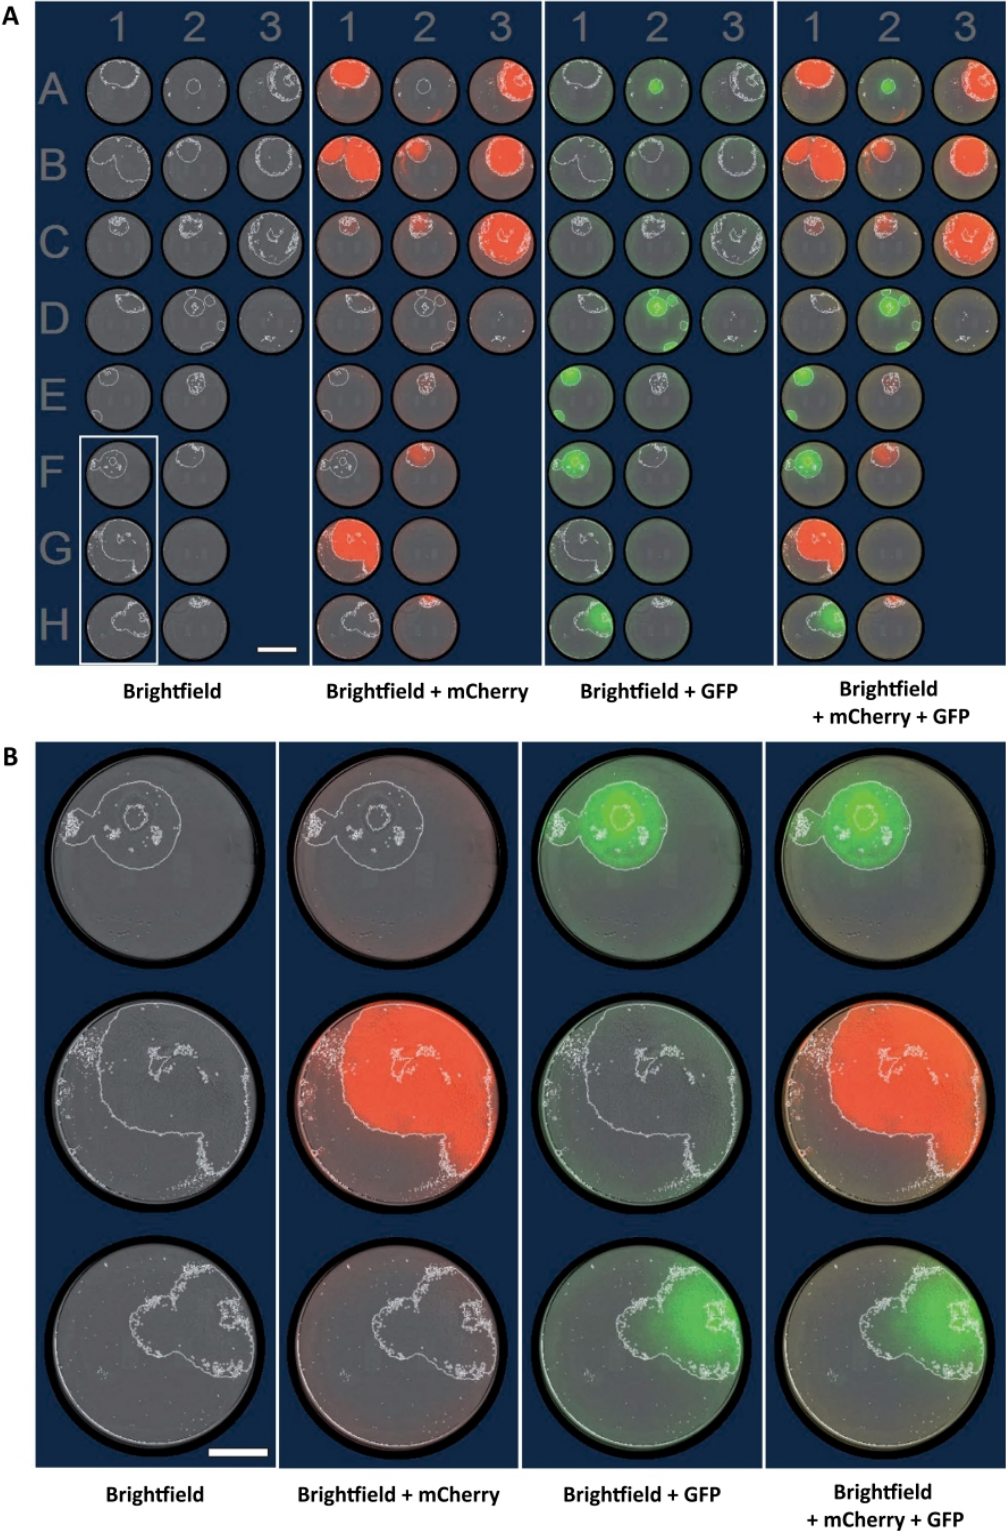 A
1 2 3 1 2 3 1 2 3 1 2 3
A
B
C
D
E
F
G
H
Brightfield
Brightfield + mCherry
Brightfield + GFP
Brightfield
+ mCherry + GFP
B
Brightfield
Brightfield + mCherry
Brightfield + GFP
Brightfield
+ mCherry + GFP